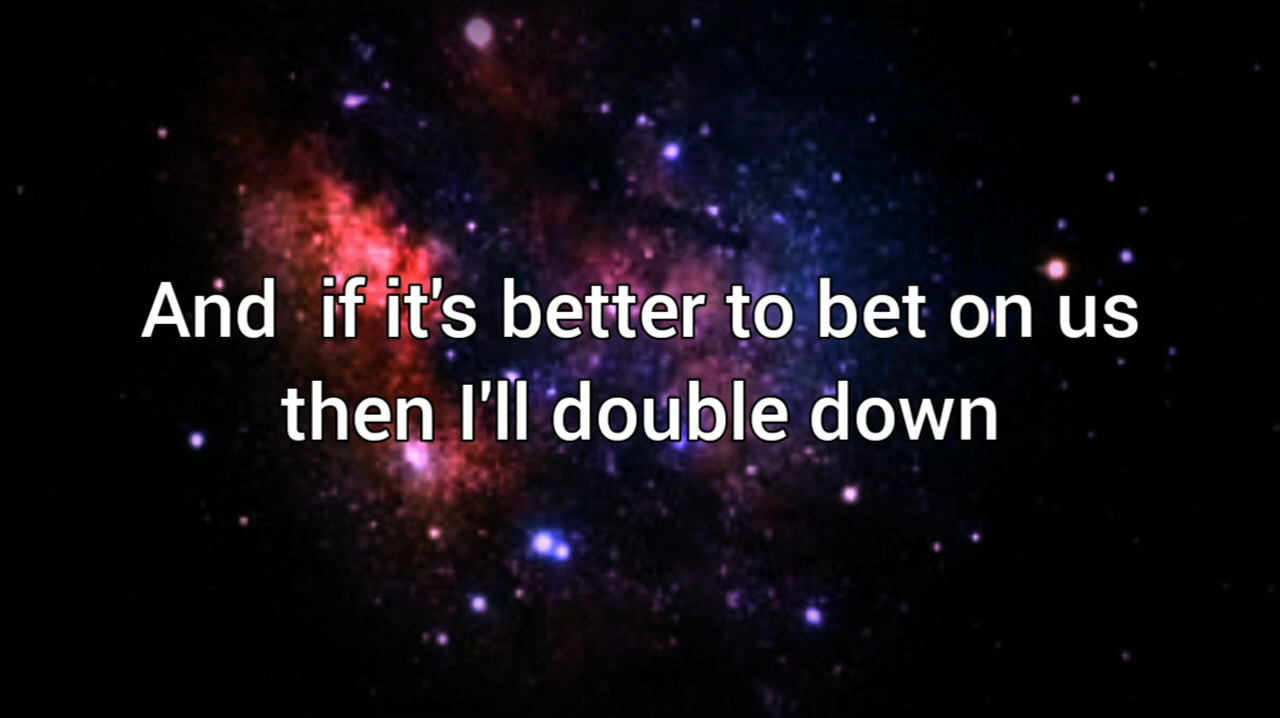 And  if it's better to bet on us
then I'll double down